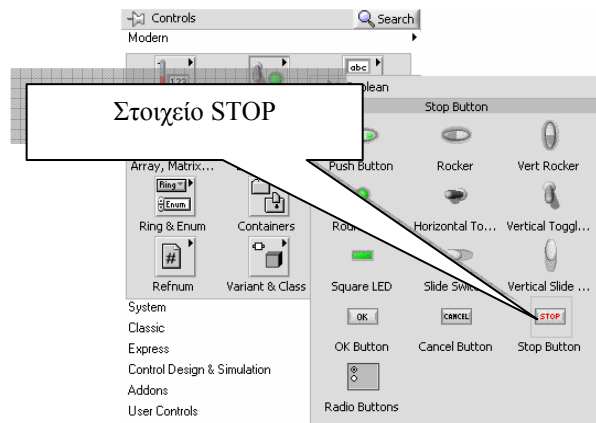 Controls
Search
Modern
123
abc
olean
Στοιχείο STOP
Stop Button
Array, Matrix...
Push Button
Rocker
Vert Rocker
Ring
Enum
Ring & Enum
Containers
Horizontal To...
Vertical Toggl...
#
Refnum
Variant & Class
Square LED
Vertical Slide ...
System
OK
CANCEL
STOP
Classic
Express
OK Button
Cancel Button
Stop Button
Control Design & Simulation
Addons
User Controls
Radio Buttons